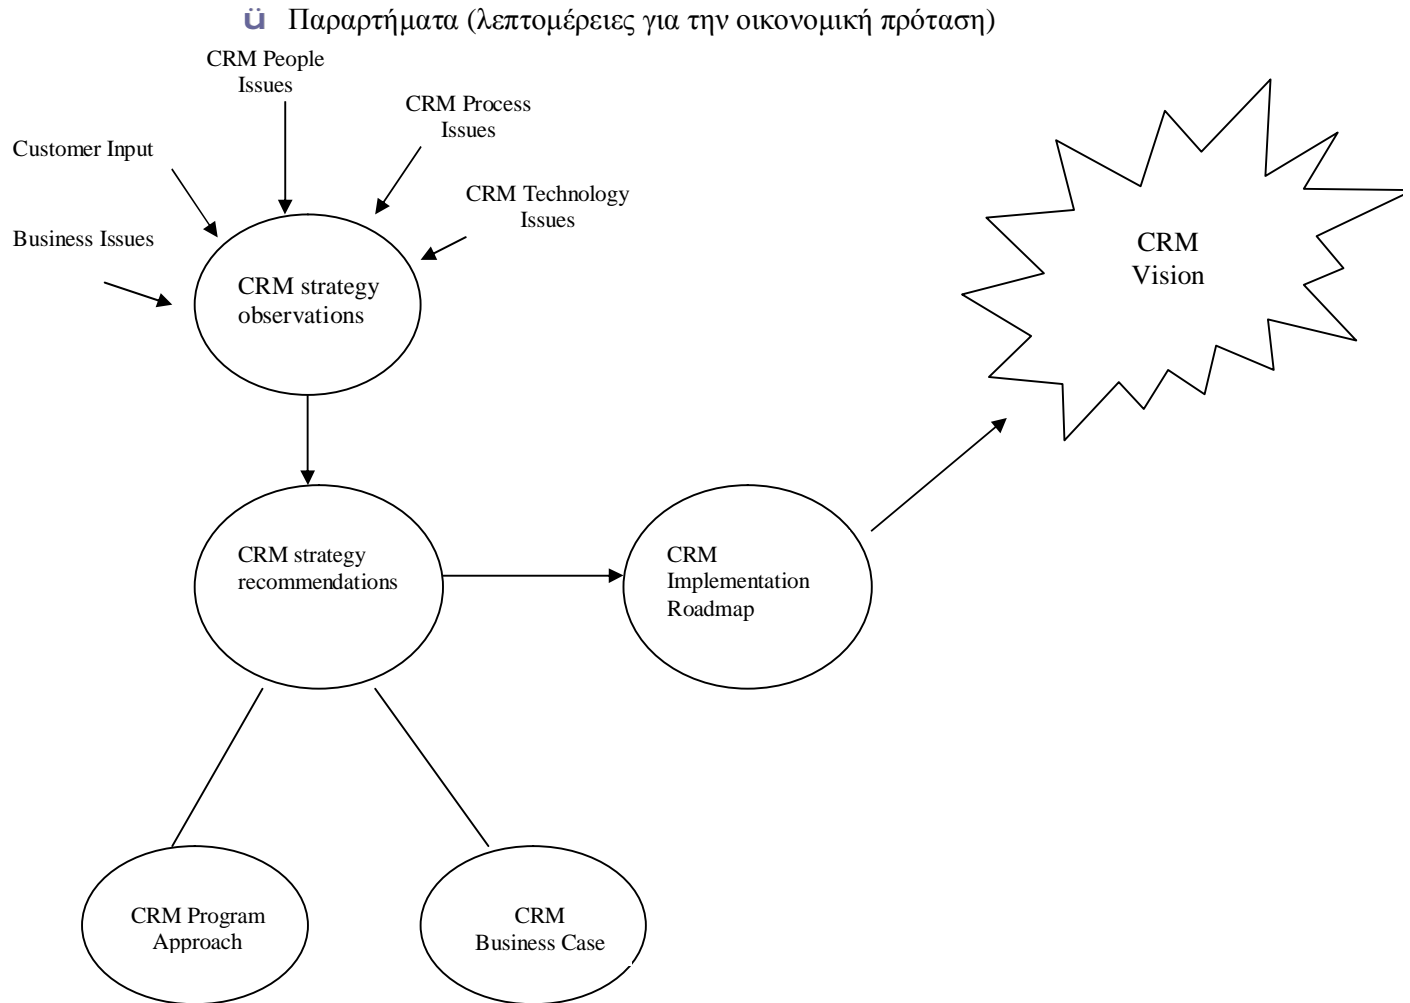 ü Παραρτήματα (λεπτομέρειες για την οικονομική πρόταση)
CRM People
Issues
CRM Process
Issues
Customer Input
CRM Technology
Issues
Business Issues
CRM strategy
observations
CRM
Vision
CRM strategy
recommendations
CRM
Implementation
Roadmap
CRM Program
Approach
CRM
Business Case